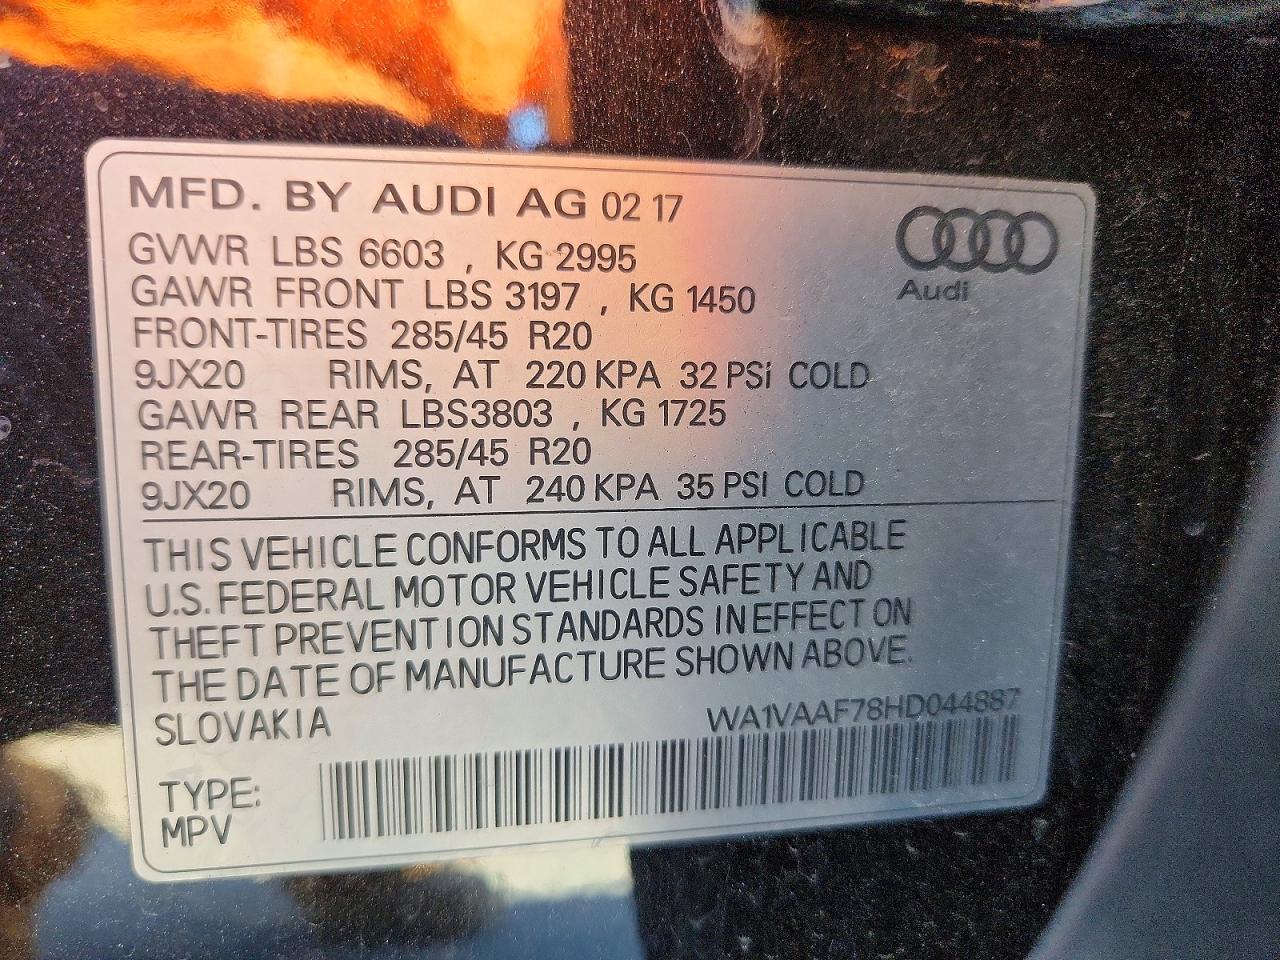 MFD. BY AUDI AG 02 17
GVWR LBS 6603 , KG 2995
GAWR FRONT LBS 3197 , KG 1450
Audi
FRONT-TIRES 285/45 R20
9JX20 RIMS, AT 220 KPA 32 PSi COLD
GAWR REAR LBS3803 , KG 1725
REAR-TIRES 285/45 R20
9JX20 RIMS, AT 240 KPA 35 PSI COLD
THIS VEHICLE CONFORMS TO ALL APPLICABLE
U.S. FEDERAL MOTOR VEHICLE SAFETY AND
THEFT PREVENTION STANDARDS IN EFFECT ON
THE DATE OF MANUFACTURE SHOWN ABOVE.
SLOVAKIA WA1VAAF78HD044887
TYPE:
MPV